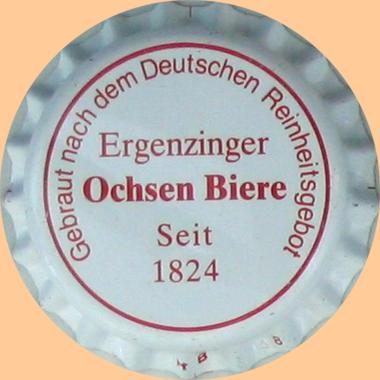 Gebraut nach dem Deutschen Reinheitsgebot
Ergenzinger
Ochsen Biere
Seit
1824